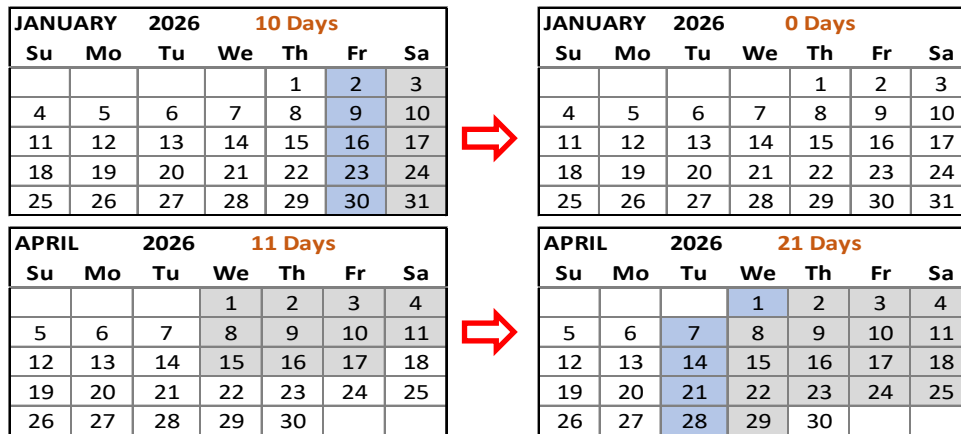 JANUARY 2026 10 Days
Su Mo Tu We Th Fr Sa
1 2 3
4 5 6 7 8 9 10
11 12 13 14 15 16 17
18 19 20 21 22 23 24
25 26 27 28 29 30 31
JANUARY 2026 0 Days
Su Mo Tu We Th Fr Sa
1 2 3
4 5 6 7 8 9 10
11 12 13 14 15 16 17
18 19 20 21 22 23 24
25 26 27 28 29 30 31
APRIL 2026 11 Days
Su Mo Tu We Th Fr Sa
1 2 3 4
5 6 7 8 9 10 11
12 13 14 15 16 17 18
19 20 21 22 23 24 25
26 27 28 29 30
APRIL 2026 21 Days
Su Mo Tu We Th Fr Sa
1 2 3 4
5 6 7 8 9 10 11
12 13 14 15 16 17 18
19 20 21 22 23 24 25
26 27 28 29 30